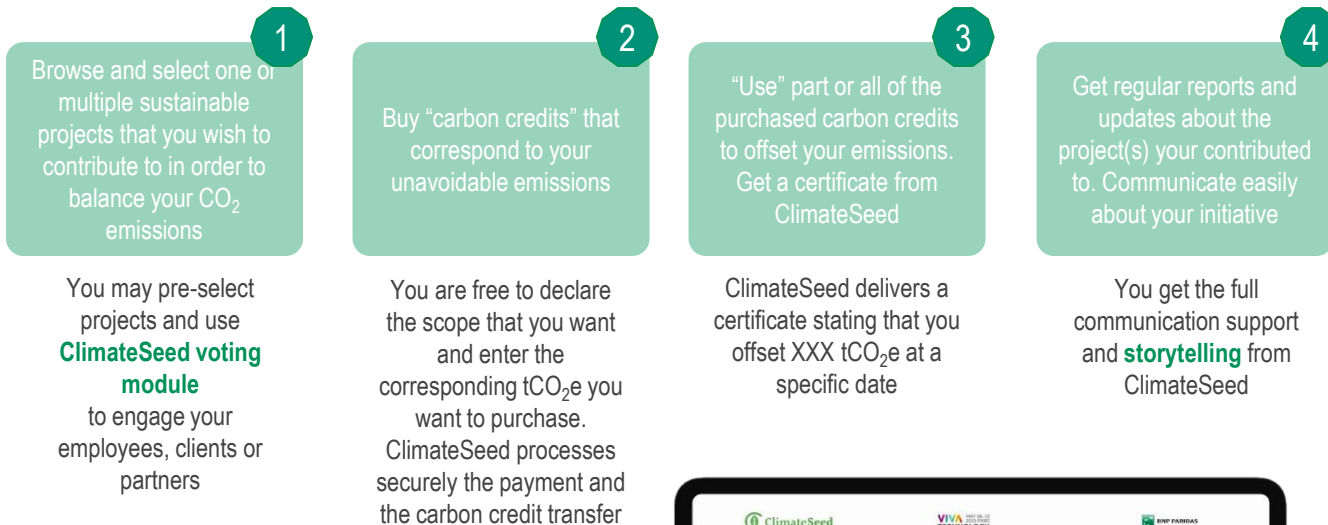 1
Browse and select one or
multiple sustainable
projects that you wish to
contribute to in order to
balance your CO₂
emissions
You may pre-select
projects and use
ClimateSeed voting
module
to engage your
employees, clients or
partners
2
Buy “carbon credits” that
correspond to your
unavoidable emissions
You are free to declare
the scope that you want
and enter the
corresponding tCO₂e you
want to purchase.
ClimateSeed processes
securely the payment and
the carbon credit transfer
3
“Use” part or all of the
purchased carbon credits
to offset your emissions.
Get a certificate from
ClimateSeed
ClimateSeed delivers a
certificate stating that you
offset XXX tCO₂e at a
specific date
4
Get regular reports and
updates about the
project(s) your contributed
to. Communicate easily
about your initiative
You get the full
communication support
and storytelling from
ClimateSeed
ClimateSeed
VIVA
BNP PARIBAS